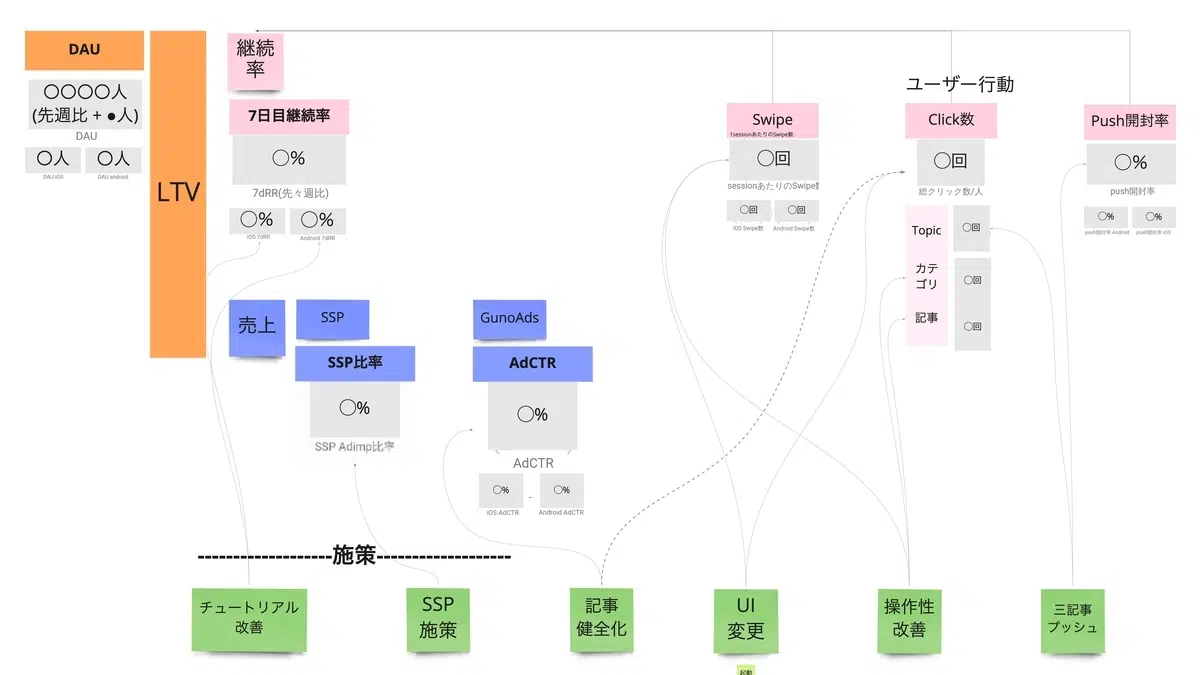 DAU
〇〇〇〇人
(先週比 + ●人)
DAU
〇人
〇人
DAU iOS
DAU android
LTV
継続
率
7日目継続率
〇%
7dRR(先々週比)
〇%
〇%
iOS 7dRR
Android 7dRR
売上
SSP
SSP比率
〇%
SSP Adimp比率
GunoAds
AdCTR
〇%
AdCTR
〇%
〇%
iOS AdCTR
Android AdCTR
ユーザー行動
Swipe
1sessionあたりのSwipe数
〇回
sessionあたりのSwipe数
〇回
〇回
iOS Swipe数
Android Swipe数
Click数
〇回
総クリック数/人
Topic
〇回
カテ
ゴリ
〇回
記事
〇回
Push開封率
〇%
push開封率
〇%
〇%
push開封率 Android
push開封率 iOS
-------------------施策-------------------
チュートリアル
改善
SSP
施策
記事
健全化
UI
変更
操作性
改善
三記事
プッシュ
起動